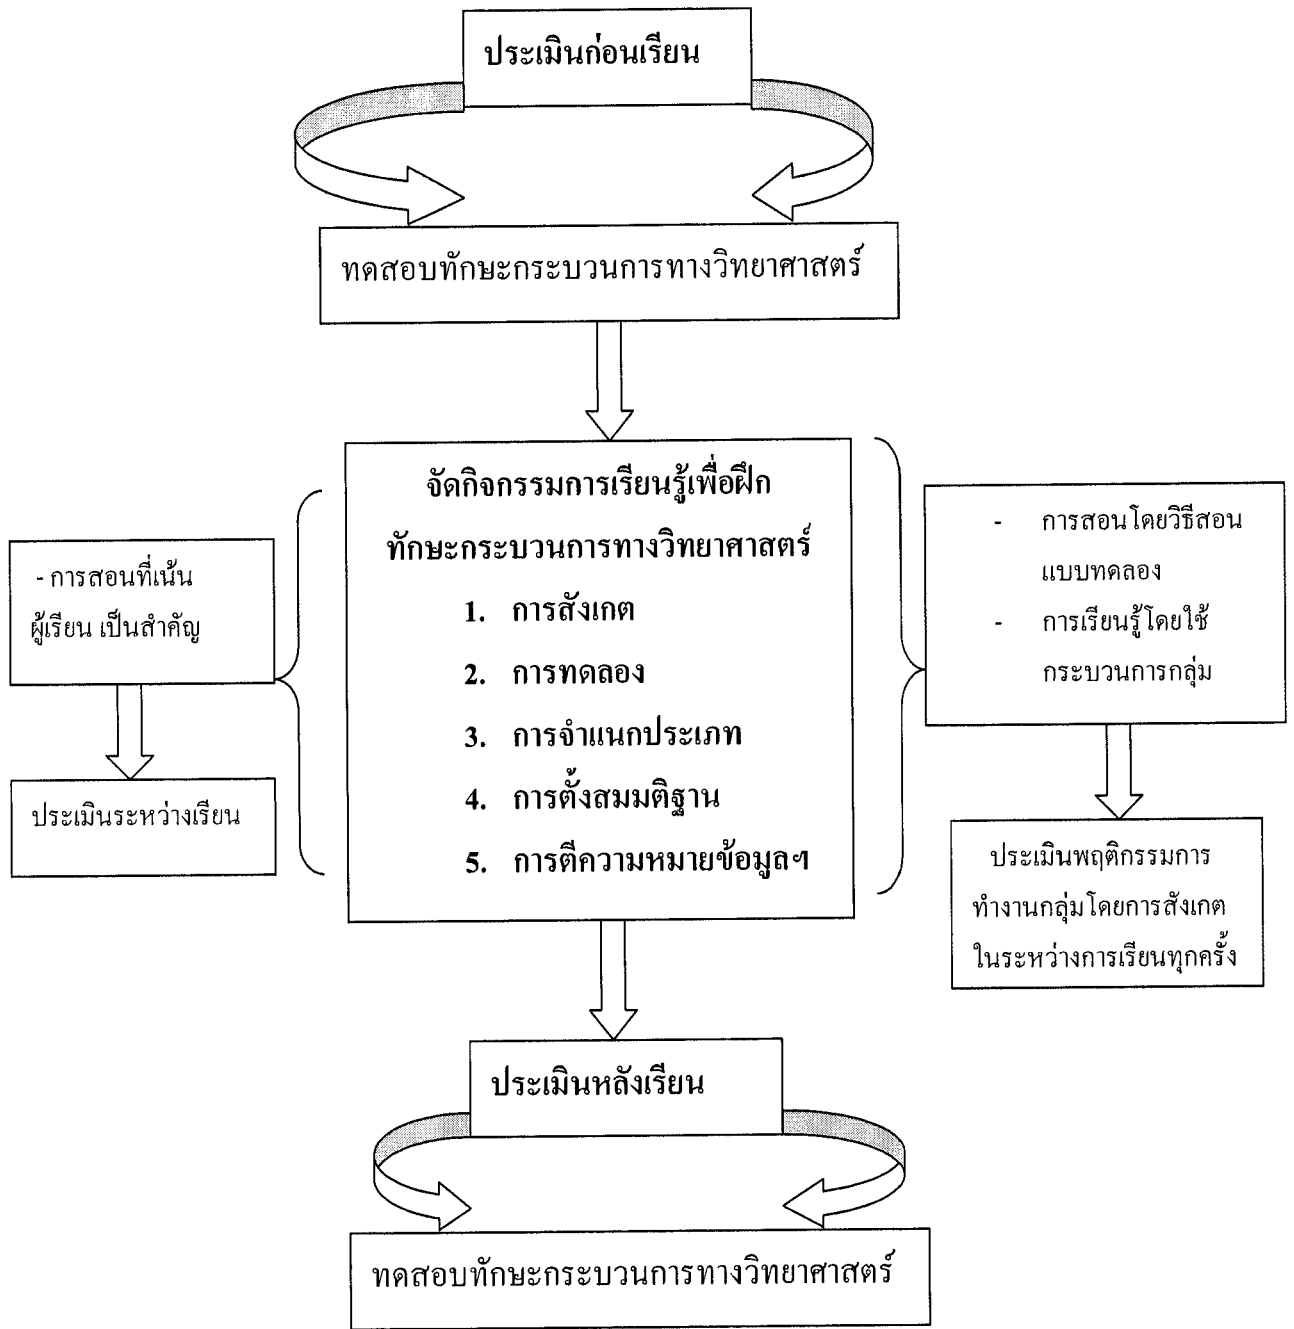 ประเมินก่อนเรียน
ทดสอบทักษะกระบวนการทางวิทยาศาสตร์
จัดกิจกรรมการเรียนรู้เพื่อฝึก
ทักษะกระบวนการทางวิทยาศาสตร์
1. การสังเกต
2. การทดลอง
3. การจำแนกประเภท
4. การตั้งสมมติฐาน
5. การตีความหมายข้อมูลฯ
- การสอนที่เน้น
ผู้เรียน เป็นสำคัญ
ประเมินระหว่างเรียน
- การสอนโดยวิธีสอน
แบบทดลอง
- การเรียนรู้โดยใช้
กระบวนการกลุ่ม
ประเมินพฤติกรรมการ
ทำงานกลุ่มโดยการสังเกต
ในระหว่างการเรียนทุกครั้ง
ประเมินหลังเรียน
ทดสอบทักษะกระบวนการทางวิทยาศาสตร์